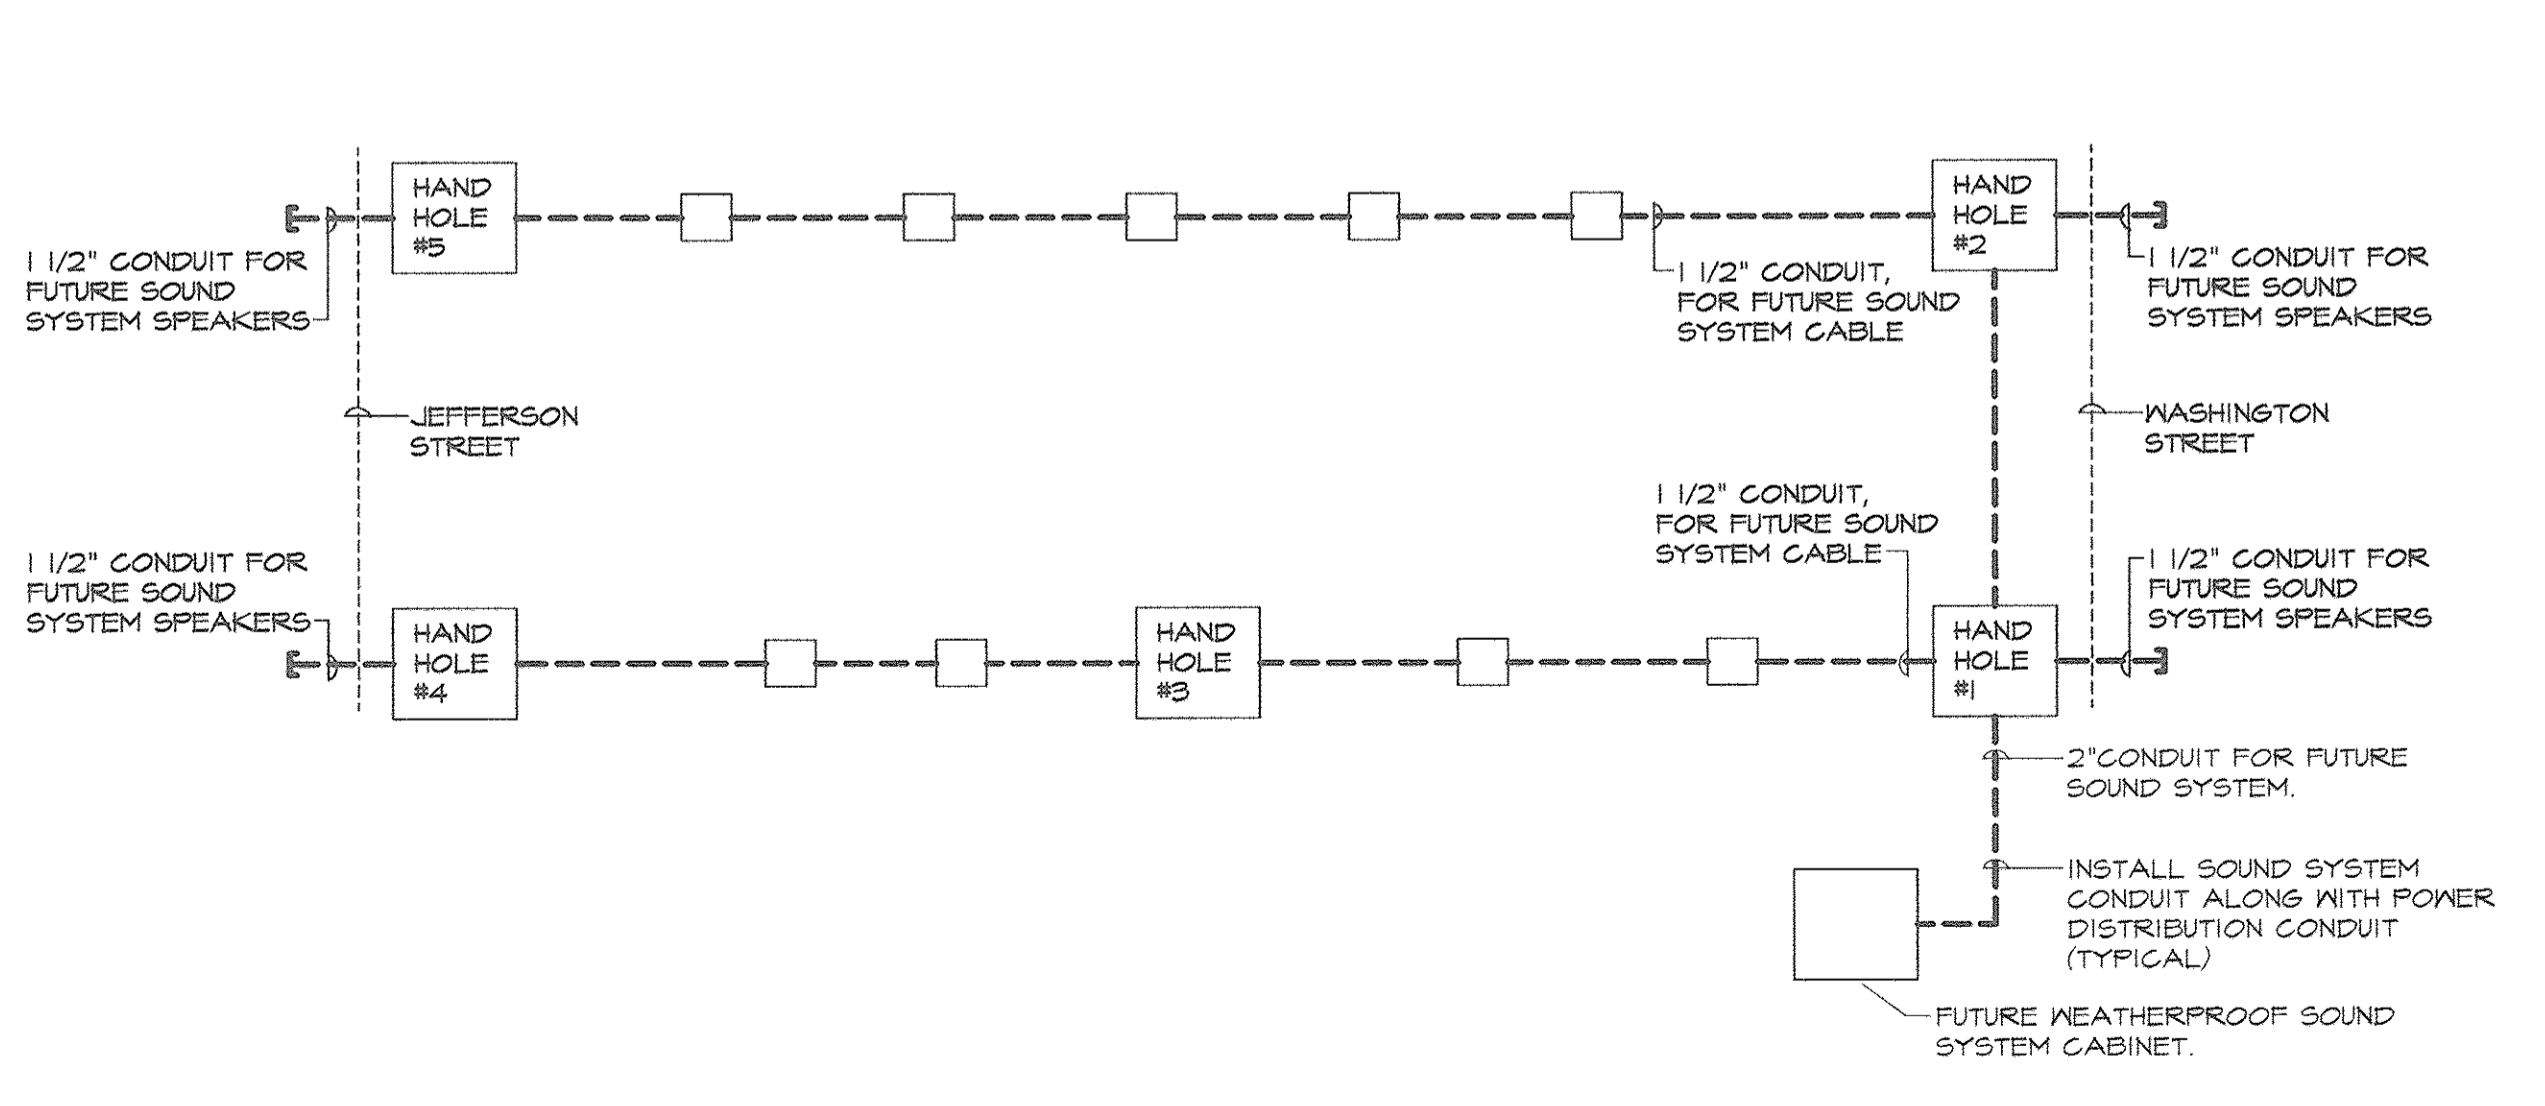 HAND
HOLE
#5
HAND
HOLE
#2
1 1/2" CONDUIT FOR
FUTURE SOUND
SYSTEM SPEAKERS
1 1/2" CONDUIT,
FOR FUTURE SOUND
SYSTEM CABLE
1 1/2" CONDUIT FOR
FUTURE SOUND
SYSTEM SPEAKERS
JEFFERSON
STREET
WASHINGTON
STREET
1 1/2" CONDUIT,
FOR FUTURE SOUND
SYSTEM CABLE
1 1/2" CONDUIT FOR
FUTURE SOUND
SYSTEM SPEAKERS
1 1/2" CONDUIT FOR
FUTURE SOUND
SYSTEM SPEAKERS
HAND
HOLE
#4
HAND
HOLE
#3
HAND
HOLE
#1
2"CONDUIT FOR FUTURE
SOUND SYSTEM.
INSTALL SOUND SYSTEM
CONDUIT ALONG WITH POWER
DISTRIBUTION CONDUIT
(TYPICAL)
FUTURE WEATHERPROOF SOUND
SYSTEM CABINET.